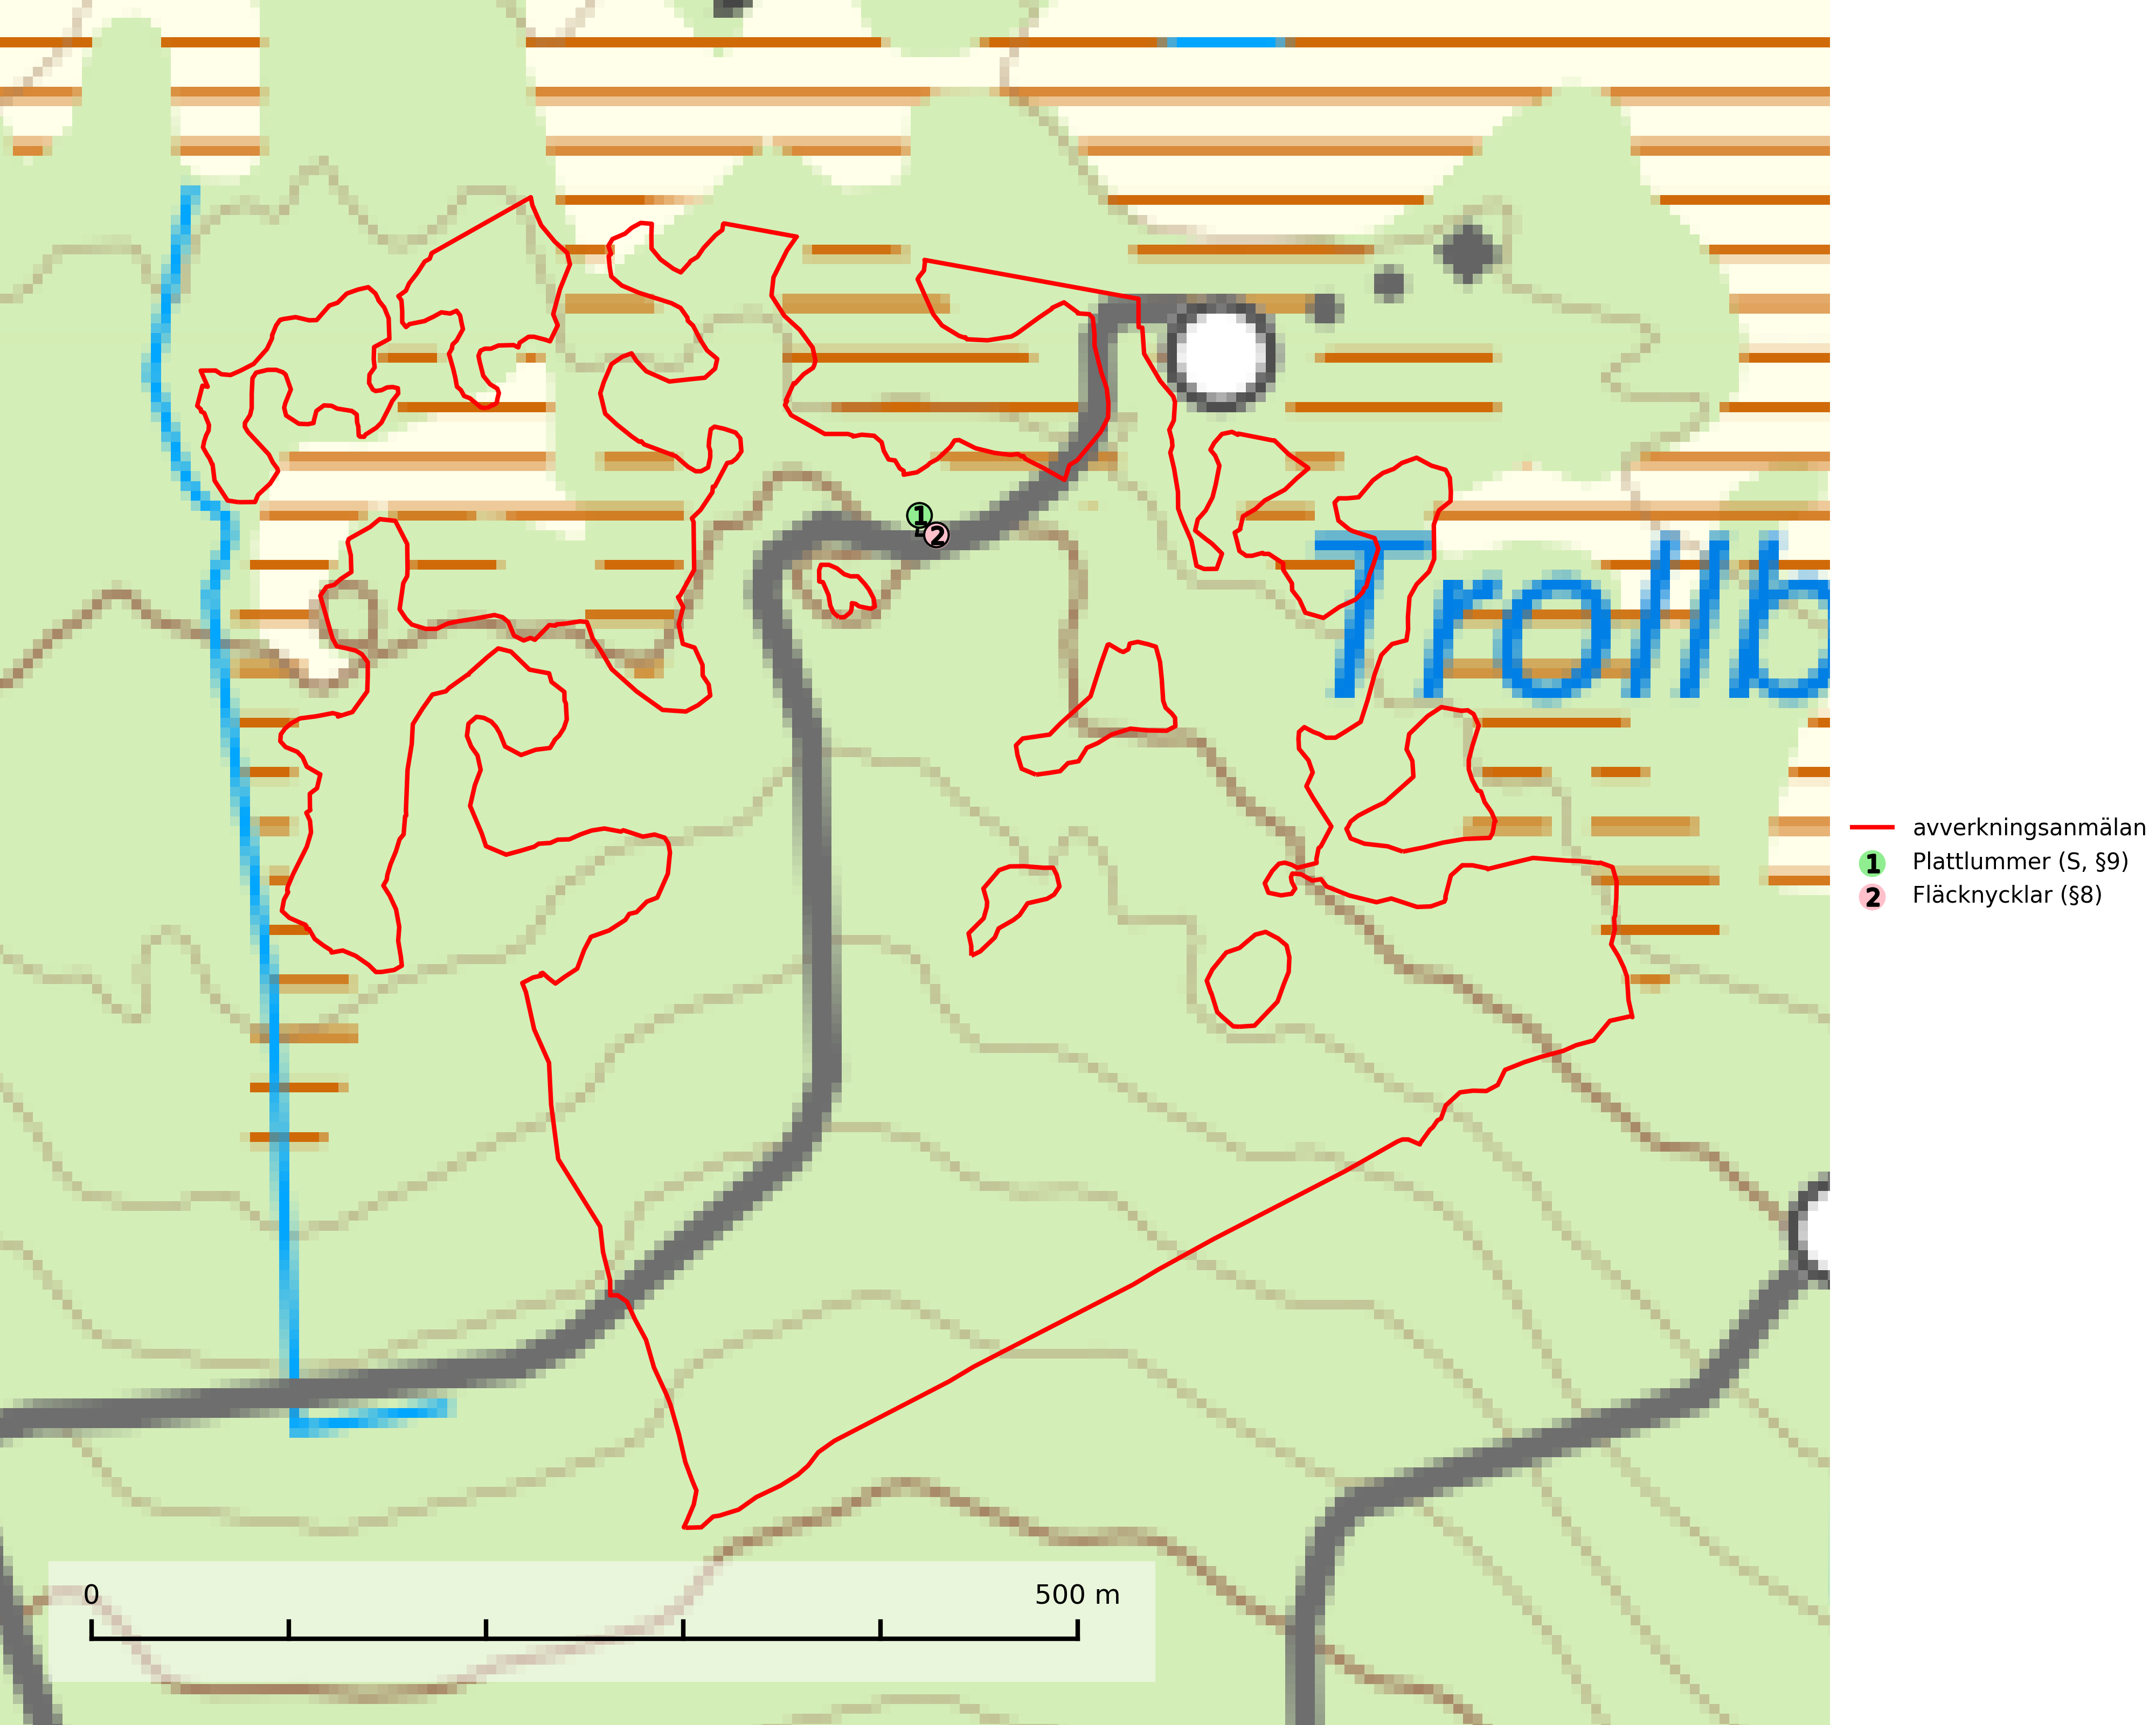 1
2
Trollb
avverkningsanmälan
1 Plattlummer (S, §9)
2 Fläcknycklar (§8)
0 500 m